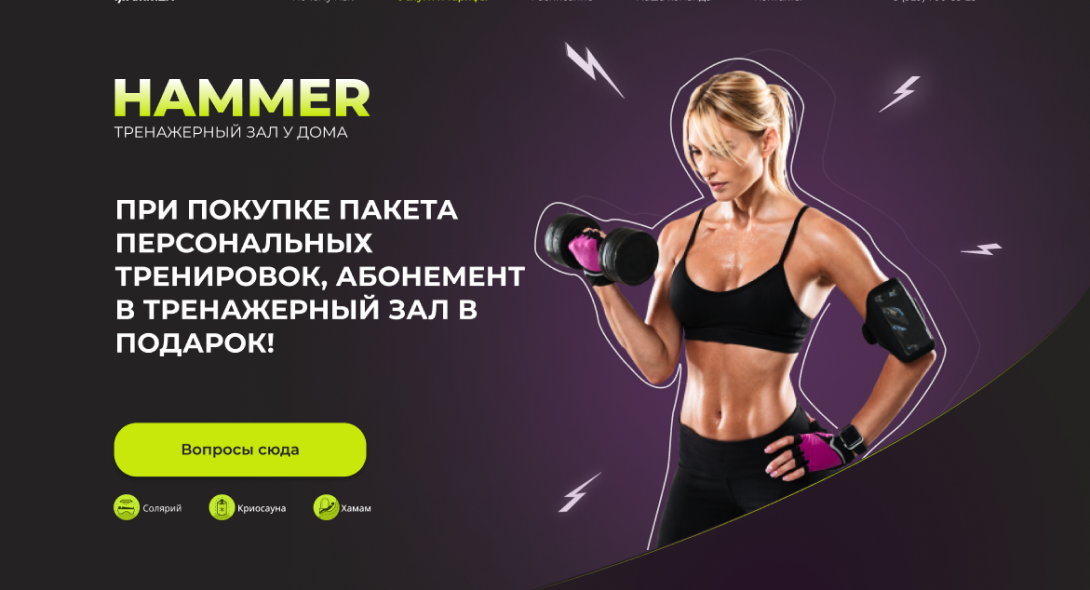 HAMMER
ТРЕНАЖЕРНЫЙ ЗАЛ У ДОМА
ПРИ ПОКУПКЕ ПАКЕТА
ПЕРСОНАЛЬНЫХ
ТРЕНИРОВОК, АБОНЕМЕНТ
В ТРЕНАЖЕРНЫЙ ЗАЛ В
ПОДАРОК!
Вопросы сюда
Солярий Криосауна Хамам